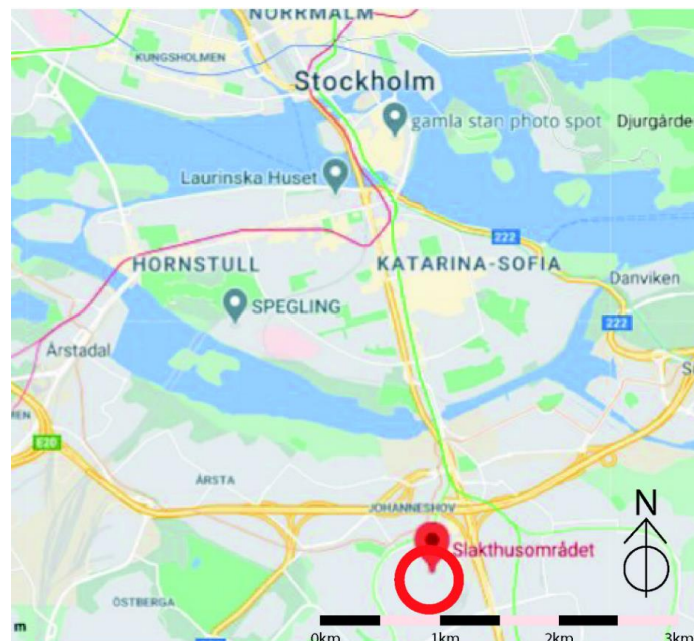 NORRMALM
KUNGSHOLMEN
Stockholm
gamla stan photo spot
Djurgårde
Laurinska Huset
222
HORNSTULL
KATARINA-SOFIA
Danviken
SPEGLING
222
Årstadal
S
MEN
E20
ÅRSTA
JOHANNESHOV
N
Slakthusområdet
ÖSTBERGA
m
0km
1km
2km
3km